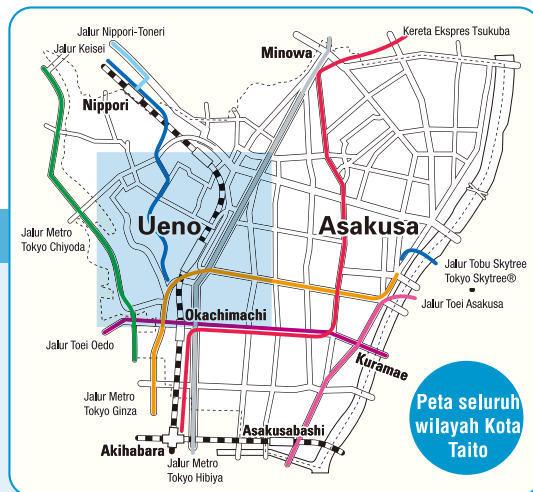 Jalur Nippori-Toneri
Jalur Keisei
Kereta Ekspres Tsukuba
Minowa
Nippori
Ueno
Asakusa
Jalur Metro
Tokyo Chiyoda
Jalur Tobu Skytree
Tokyo Skytree®
Jalur Toei Asakusa
Okachimachi
Jalur Toei Oedo
Kuramae
Jalur Metro
Tokyo Ginza
Peta seluruh
wilayah Kota
Taito
Asakusabashi
Akihabara
Jalur Metro
Tokyo Hibiya